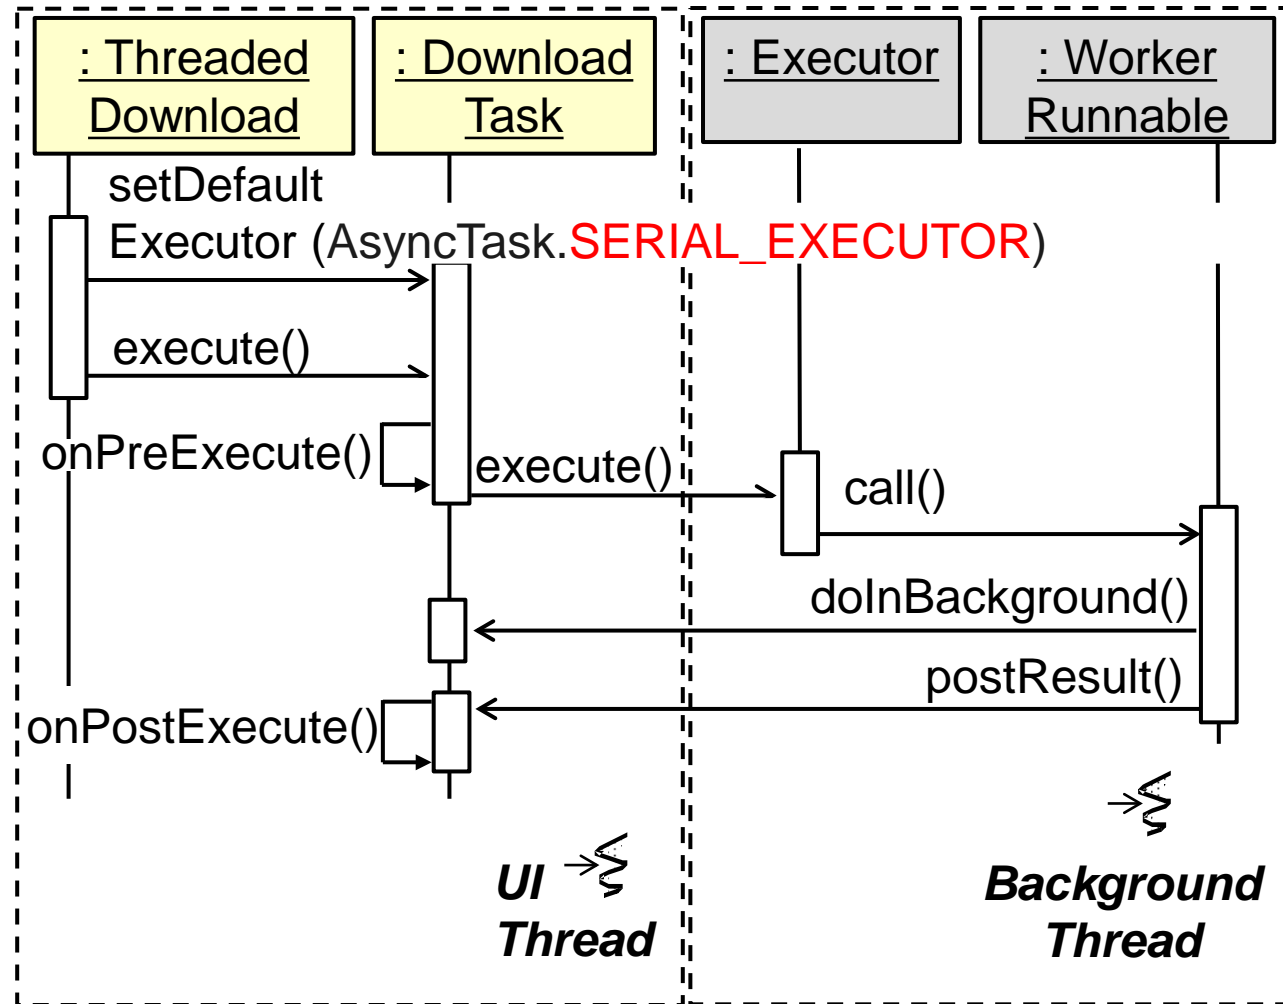 : Threaded
Download
: Download
Task
: Executor
: Worker
Runnable
setDefault
Executor (AsyncTask.SERIAL_EXECUTOR)
execute()
onPreExecute()
execute()
call()
doInBackground()
postResult()
onPostExecute()
UI
Thread
Background
Thread